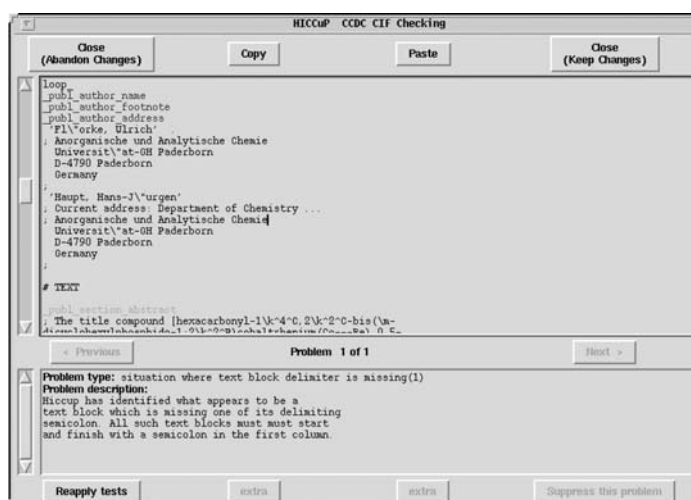 HICCuP CCDC CIF Checking
Close
(Abandon Changes)
Copy
Paste
Close
(Keep Changes)
loop_
_publ_author_name
_publ_author_footnote
_publ_author_address
'Fl\"orke, Ulrich' .
; Anorganische und Analytische Chemie
Universit\"at-GH Paderborn
D-4790 Paderborn
Germany
;
'Haupt, Hans-J\"urgen'
; Current address: Department of Chemistry ...
; Anorganische und Analytische Chemie
Universit\"at-GH Paderborn
D-4790 Paderborn
Germany
;
# TEXT
_publ_section_abstract
; The title compound [hexacarbonyl-1\k^4^C,2\k^2^C-bis(\m-
< Previous
Problem 1 of 1
Next >
Problem type: situation where text block delimiter is missing(1)
Problem description:
Hiccup has identified what appears to be a
text block which is missing one of its delimiting
semicolon. All such text blocks must must start
and finish with a semicolon in the first column.
Reapply tests
extra
extra
Suppress this problem